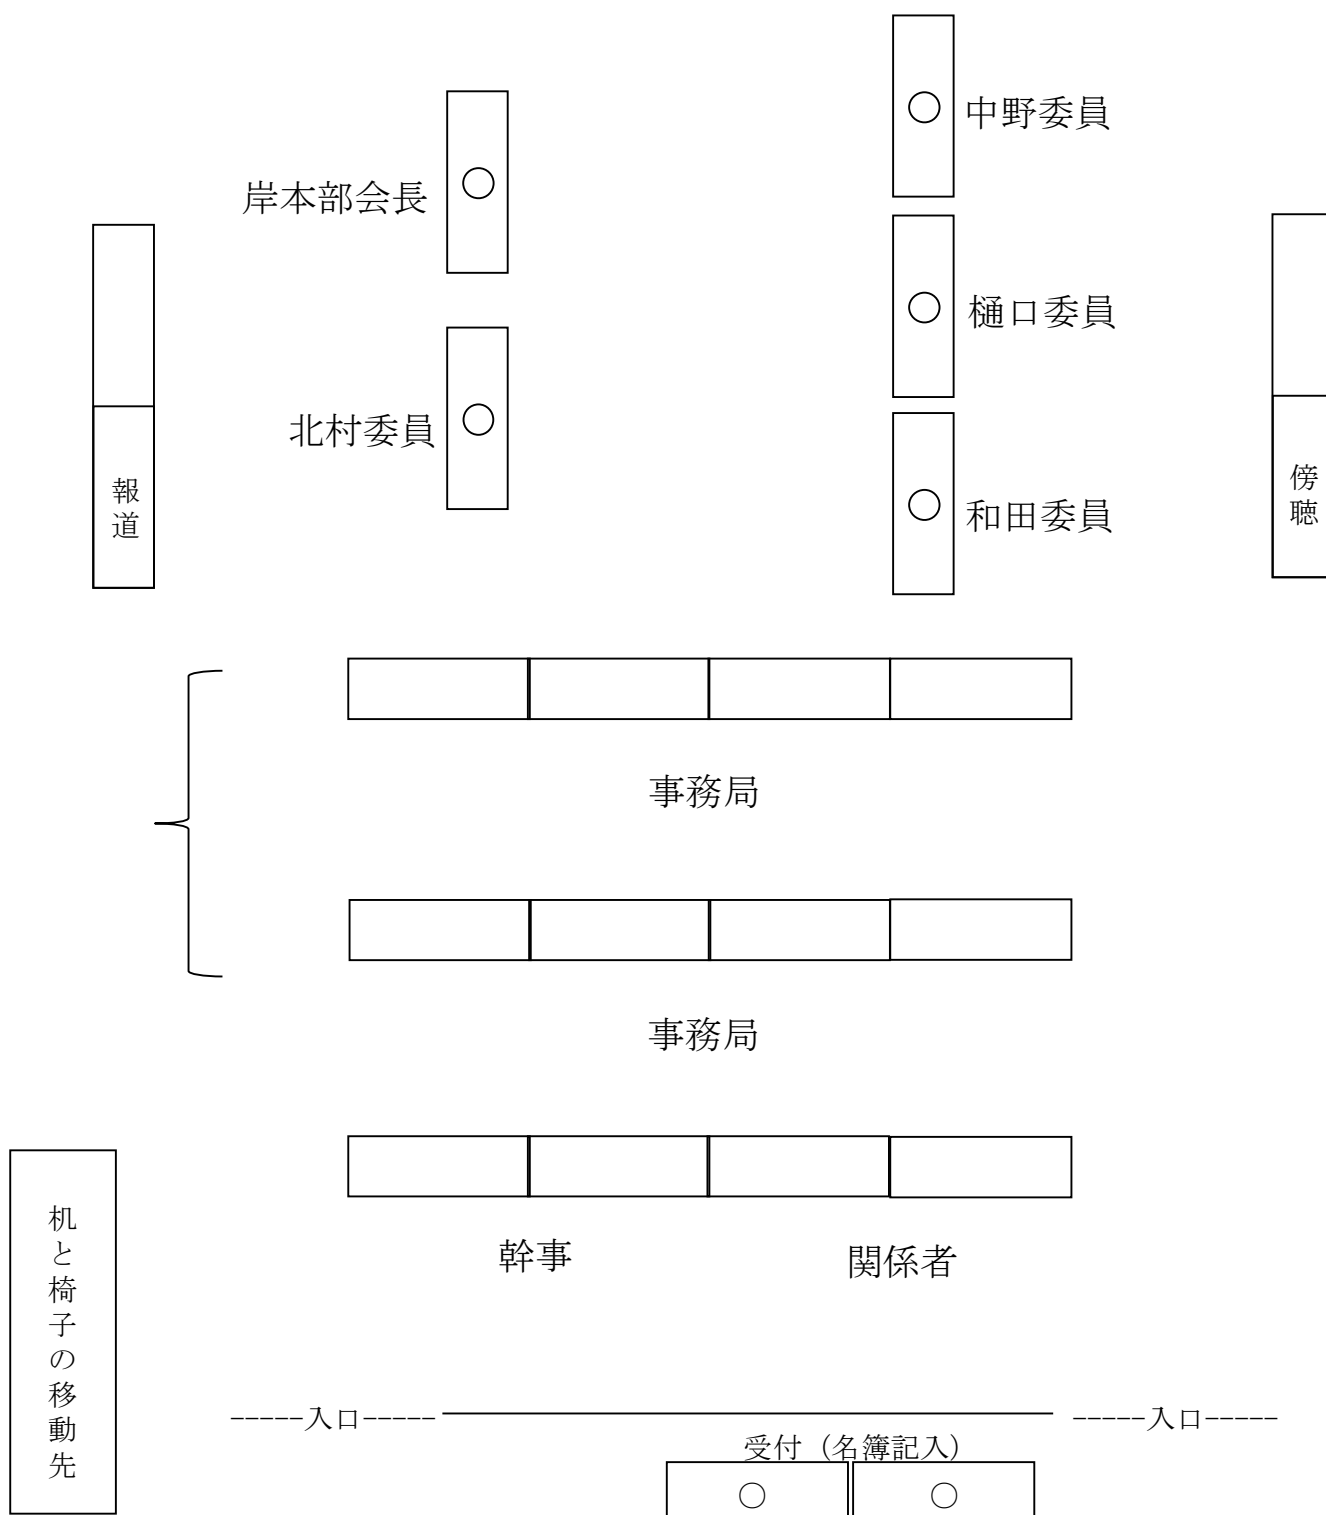 中野委員
岸本部会長
樋口委員
北村委員
報道
傍聴
和田委員
事務局
事務局
幹事
関係者
机と椅子の移動先
-----入口-----
-----入口-----
受付（名簿記入）